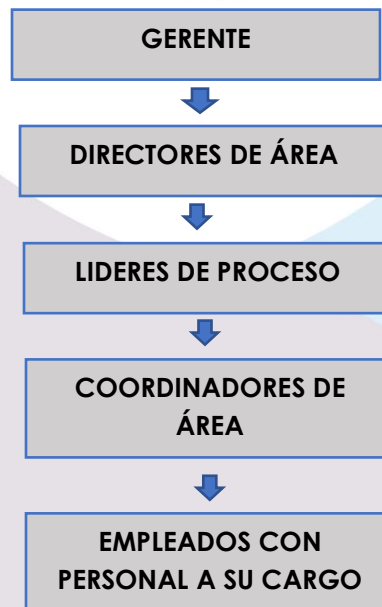 GERENTE
DIRECTORES DE ÁREA
LIDERES DE PROCESO
COORDINADORES DE
ÁREA
EMPLEADOS CON
PERSONAL A SU CARGO